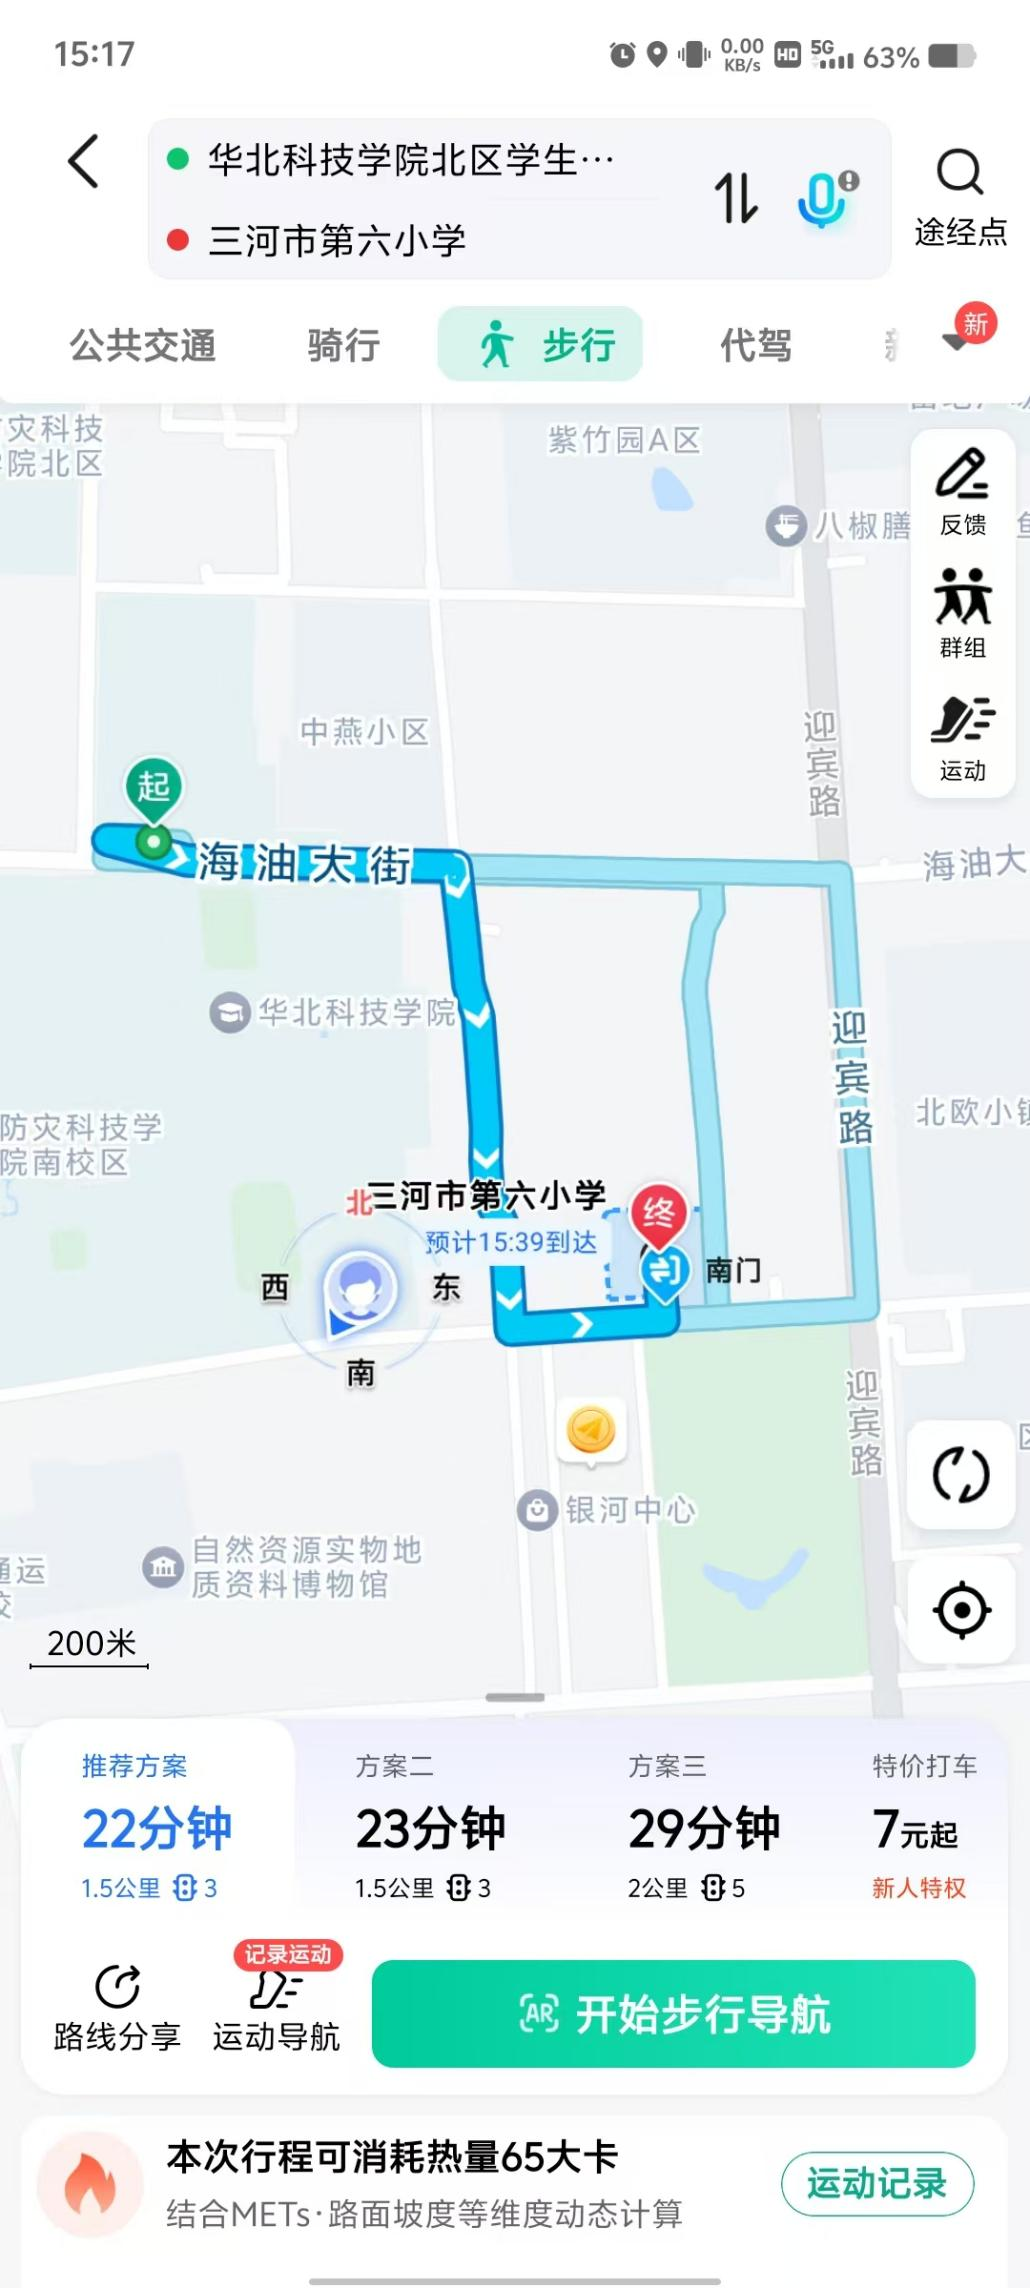 15:17
0.00
KB/s
HD
5G
63%
华北科技学院北区学生…
三河市第六小学
途经点
公共交通
骑行
步行
代驾
新
灾科技
院北区
紫竹园A区
八椒膳
反馈
群组
运动
中燕小区
迎宾路
起
海油大街
海油大
华北科技学院
迎宾路
北欧小镇
防灾科技学
院南校区
三河市第六小学
预计15:39到达
终
南门
北
西
东
南
迎宾路
银河中心
自然资源实物地
质资料博物馆
通运
200米
推荐方案
22分钟
1.5公里 3
方案二
23分钟
1.5公里 3
方案三
29分钟
2公里 5
特价打车
7元起
新人特权
路线分享
记录运动
运动导航
AR 开始步行导航
本次行程可消耗热量65大卡
结合METs·路面坡度等维度动态计算
运动记录